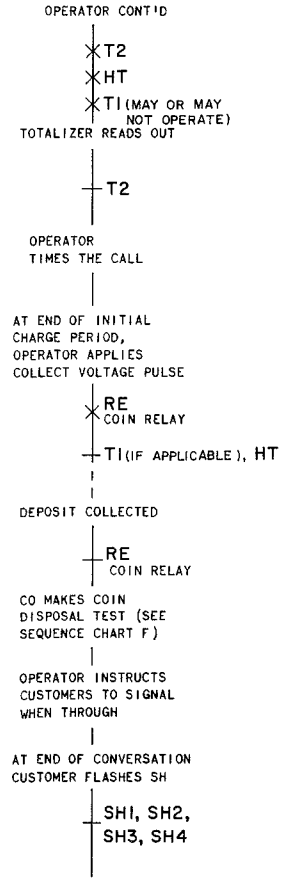 OPERATOR CONT'D
T2
HT
T1 (MAY OR MAY
NOT OPERATE)
TOTALIZER READS OUT
T2
OPERATOR
TIMES THE CALL
AT END OF INITIAL
CHARGE PERIOD,
OPERATOR APPLIES
COLLECT VOLTAGE PULSE
RE
COIN RELAY
T1 (IF APPLICABLE), HT
DEPOSIT COLLECTED
RE
COIN RELAY
CO MAKES COIN
DISPOSAL TEST (SEE
SEQUENCE CHART F)
OPERATOR INSTRUCTS
CUSTOMERS TO SIGNAL
WHEN THROUGH
AT END OF CONVERSATION
CUSTOMER FLASHES SH
SH1, SH2,
SH3, SH4